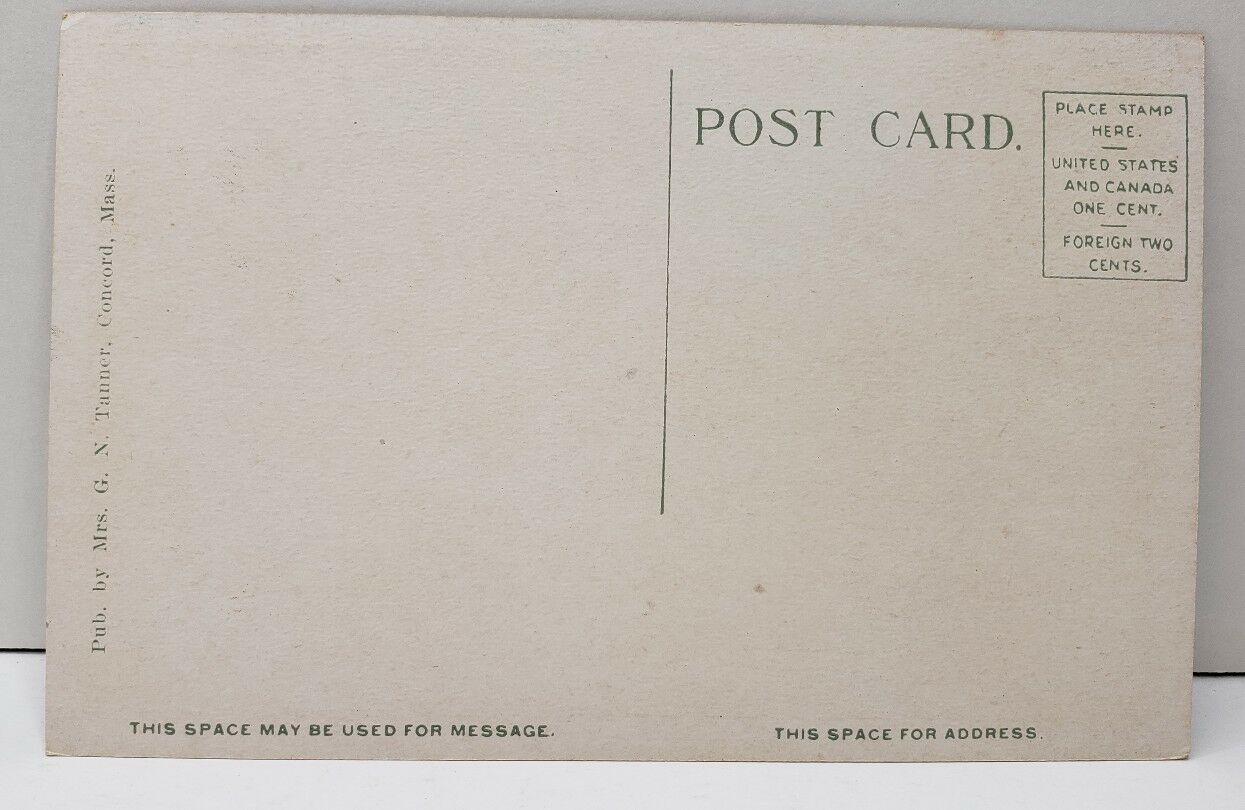 Pub. by Mrs. G. N. Tanner, Concord, Mass.
POST CARD.
PLACE STAMP
HERE.
UNITED STATES
AND CANADA
ONE CENT.
FOREIGN TWO
CENTS.
THIS SPACE MAY BE USED FOR MESSAGE.
THIS SPACE FOR ADDRESS.